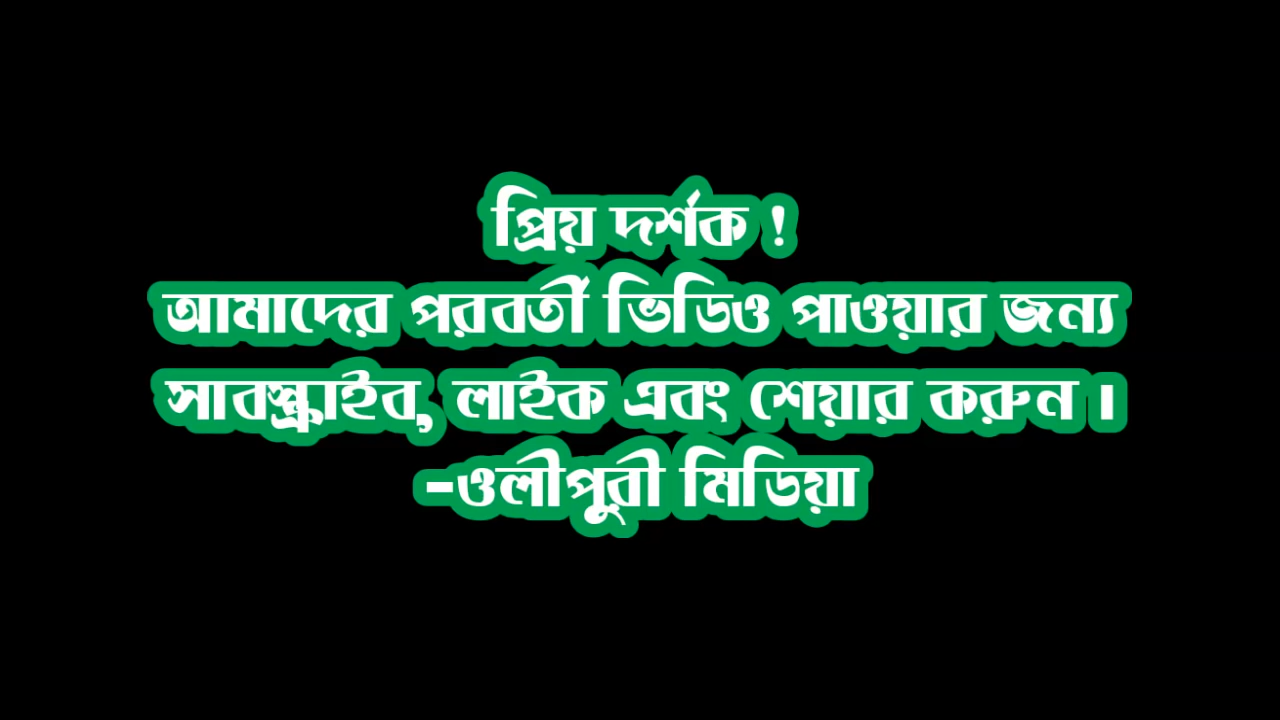 প্রিয় দর্শক !
আমাদের পরবর্তী ভিডিও পাওয়ার জন্য
সাবস্ক্রাইব, লাইক এবং শেয়ার করুন ।
-ওলীপুরী মিডিয়া